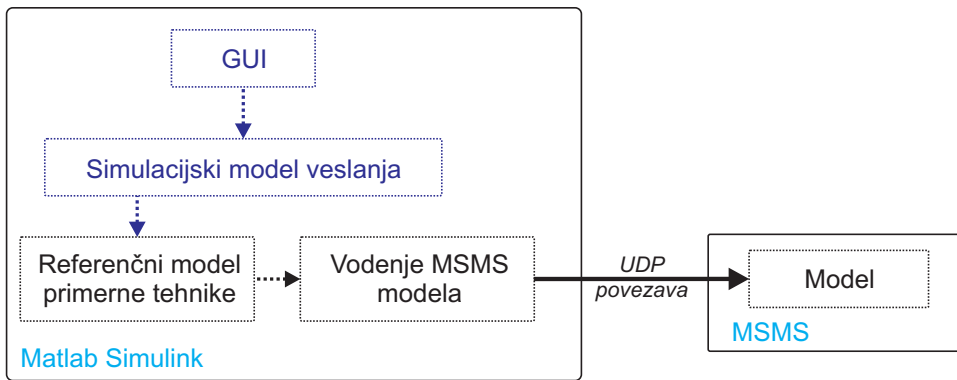 GUI
Simulacijski model veslanja
Referenčni model
primerne tehnike
Vodenje MSMS
modela
UDP
povezava
Model
MSMS
Matlab Simulink